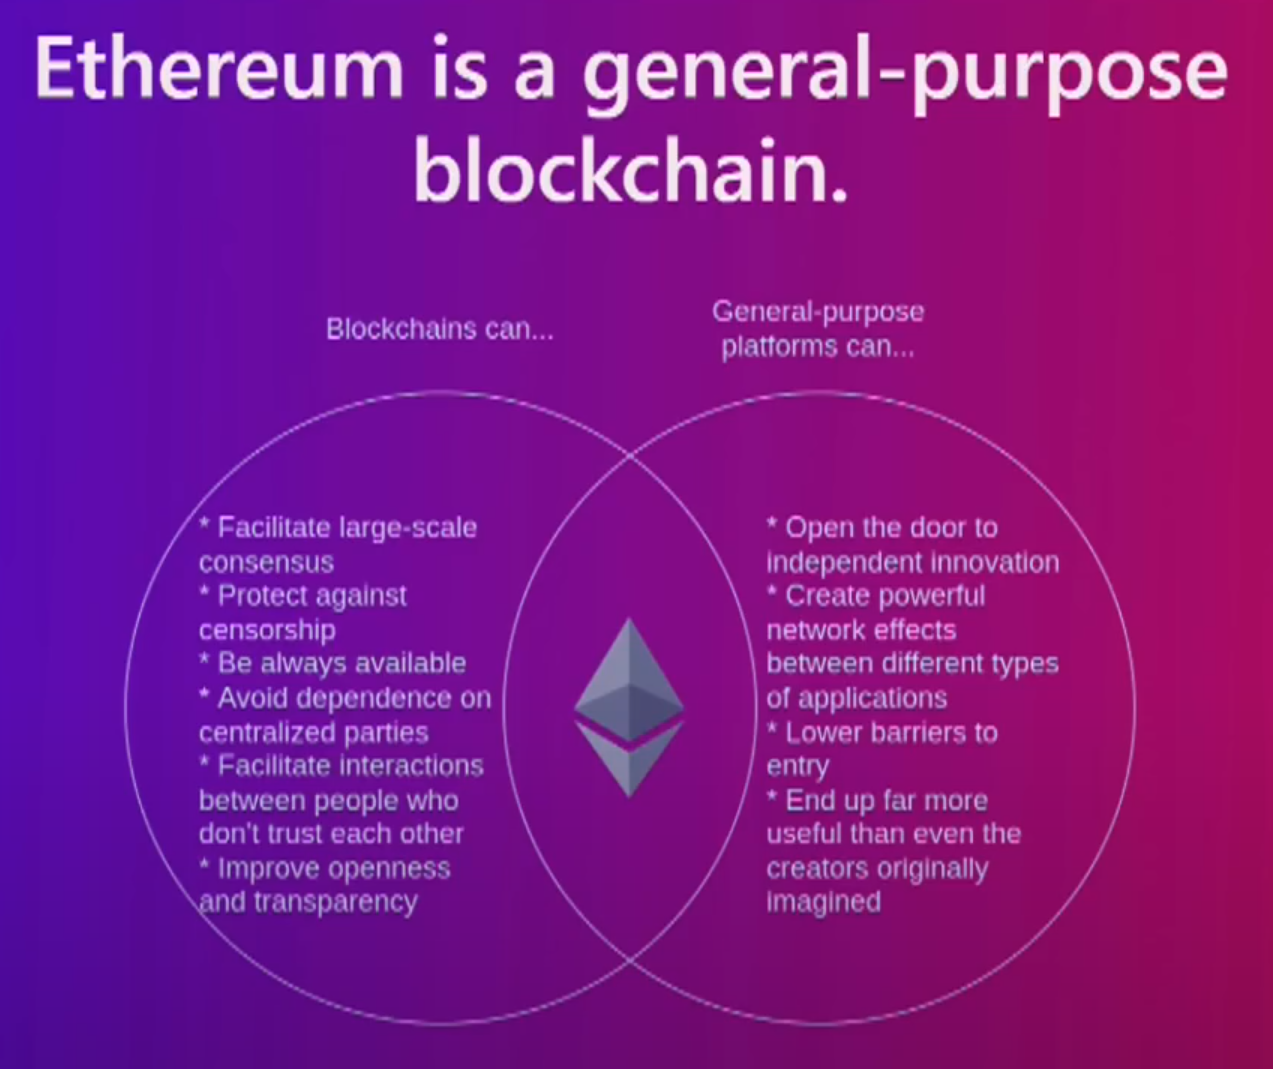 Ethereum is a general-purpose
blockchain.
Blockchains can...
General-purpose
platforms can...
* Facilitate large-scale
consensus
* Protect against
censorship
* Be always available
* Avoid dependence on
centralized parties
* Facilitate interactions
between people who
don't trust each other
* Improve openness
and transparency
* Open the door to
independent innovation
* Create powerful
network effects
between different types
of applications
* Lower barriers to
entry
* End up far more
useful than even the
creators originally
imagined